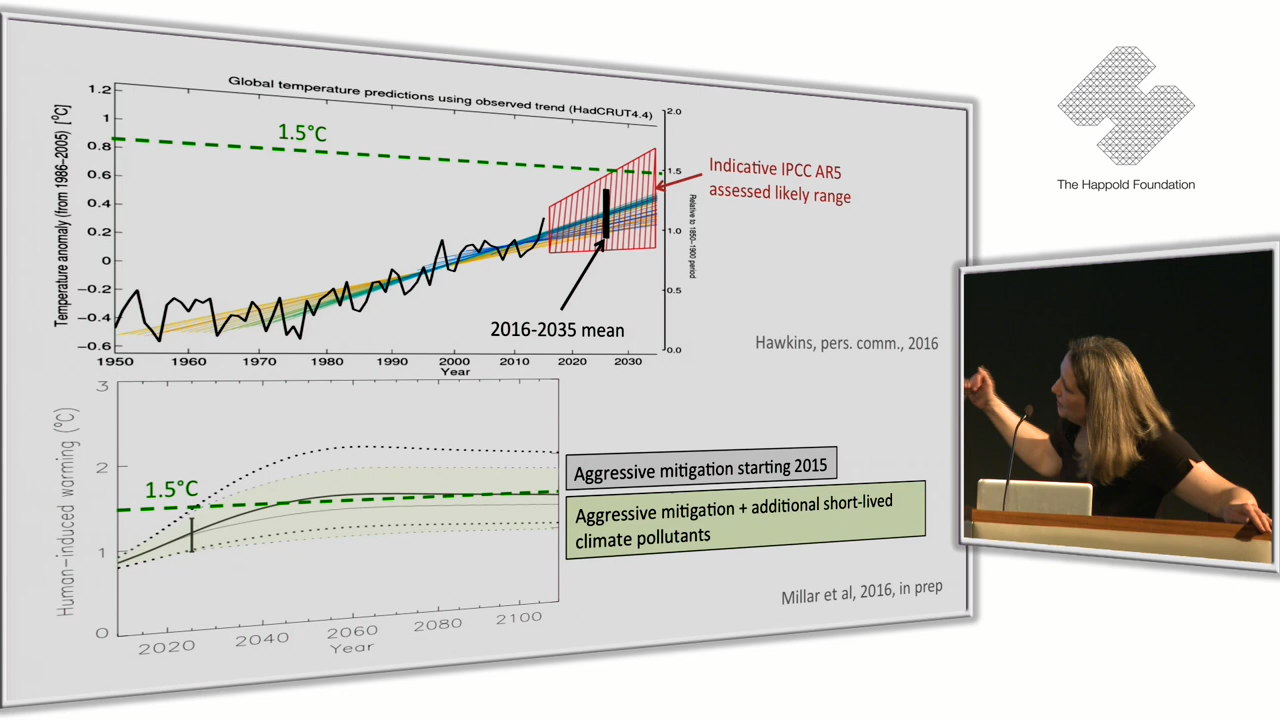 Global temperature predictions using observed trend (HadCRUT4.4)
Temperature anomaly (from 1986–2005) [°C]
1.2
1
0.8
0.6
0.4
0.2
0
−0.2
−0.4
−0.6
1.5°C
2.0
1.5
1.0
0.5
0.0
Relative to 1850–1900 period
Indicative IPCC AR5
assessed likely range
2016-2035 mean
1950 1960 1970 1980 1990 2000 2010 2020 2030
Year
Hawkins, pers. comm., 2016
Human-induced warming (°C)
3
2
1
0
1.5°C
2020 2040 2060 2080 2100
Year
Aggressive mitigation starting 2015
Aggressive mitigation + additional short-lived
climate pollutants
Millar et al, 2016, in prep
The Happold Foundation